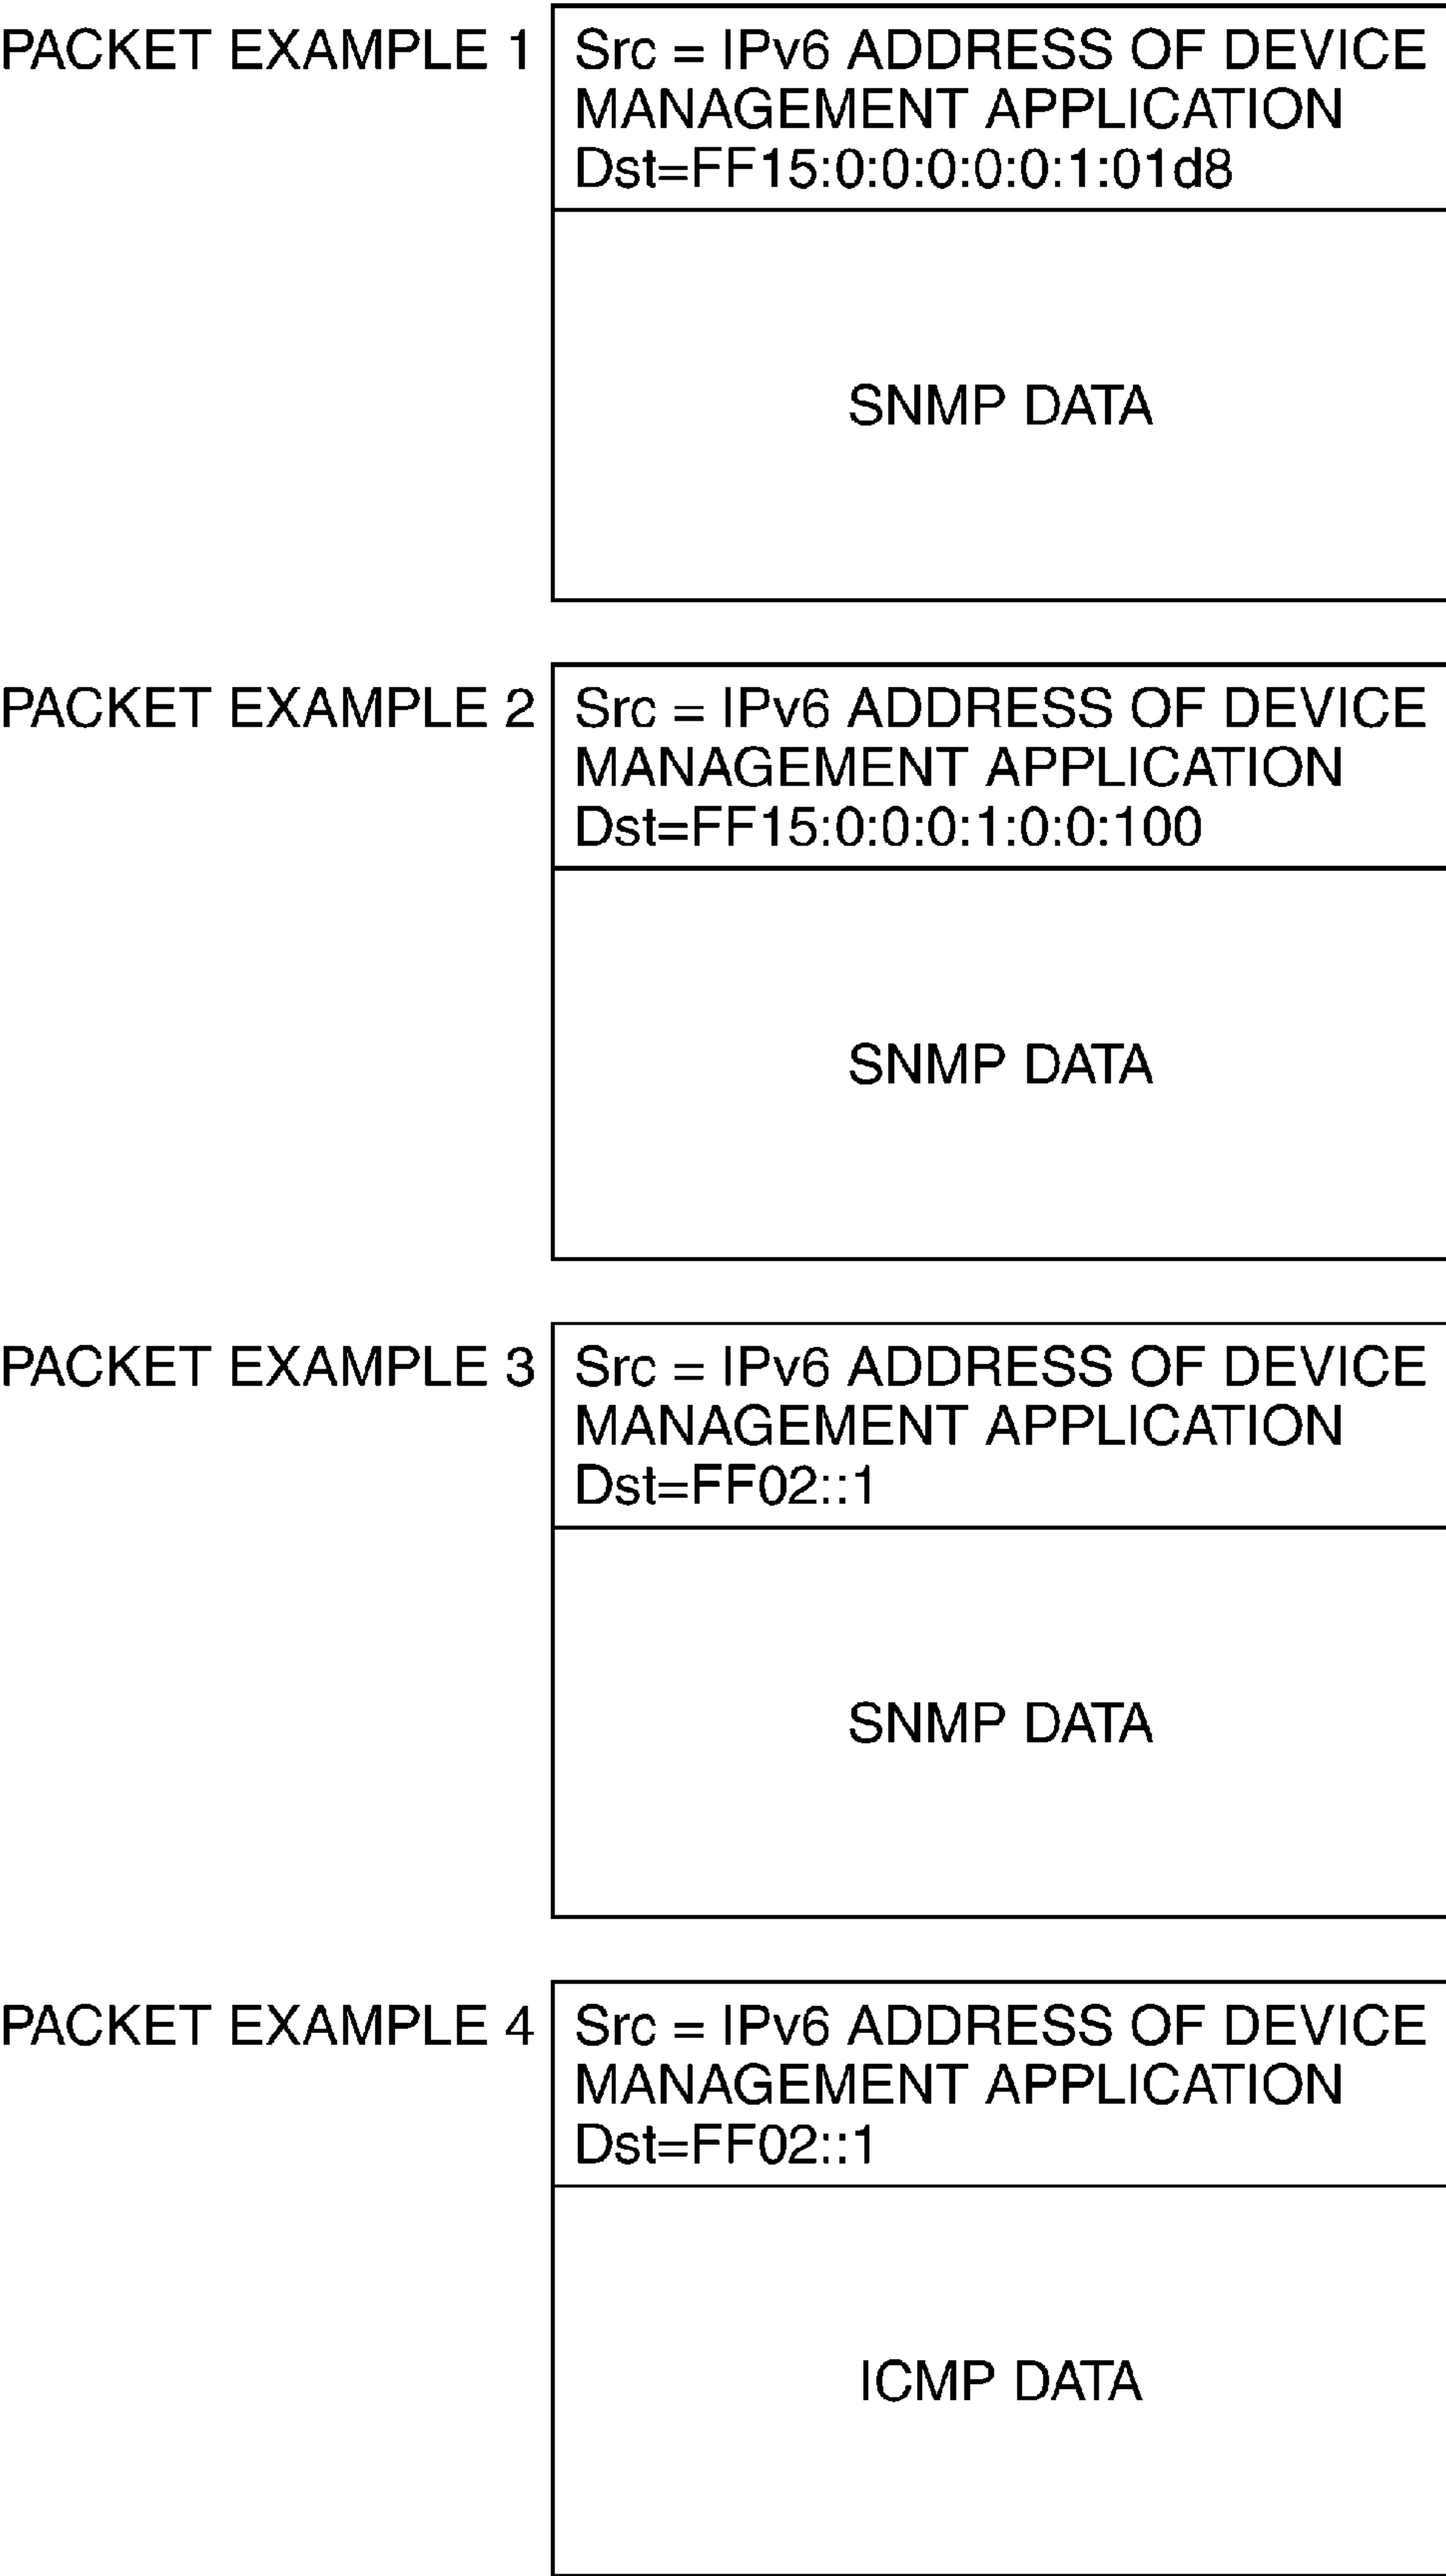 PACKET EXAMPLE 1
Src = IPv6 ADDRESS OF DEVICE
MANAGEMENT APPLICATION
Dst=FF15:0:0:0:0:0:1:01d8
SNMP DATA
PACKET EXAMPLE 2
Src = IPv6 ADDRESS OF DEVICE
MANAGEMENT APPLICATION
Dst=FF15:0:0:0:1:0:0:100
SNMP DATA
PACKET EXAMPLE 3
Src = IPv6 ADDRESS OF DEVICE
MANAGEMENT APPLICATION
Dst=FF02::1
SNMP DATA
PACKET EXAMPLE 4
Src = IPv6 ADDRESS OF DEVICE
MANAGEMENT APPLICATION
Dst=FF02::1
ICMP DATA